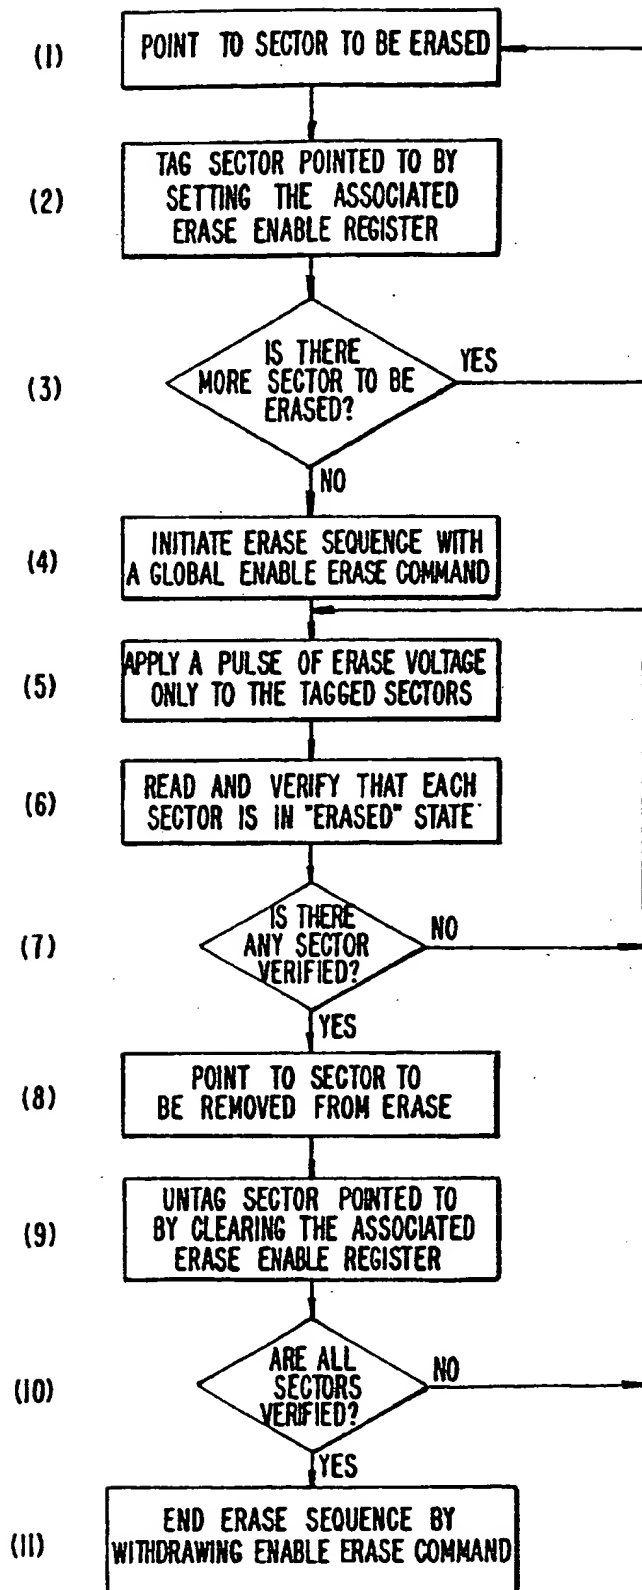 (1)
POINT TO SECTOR TO BE ERASED
(2)
TAG SECTOR POINTED TO BY
SETTING THE ASSOCIATED
ERASE ENABLE REGISTER
(3)
IS THERE
MORE SECTOR TO BE
ERASED?
YES
NO
(4)
INITIATE ERASE SEQUENCE WITH
A GLOBAL ENABLE ERASE COMMAND
(5)
APPLY A PULSE OF ERASE VOLTAGE
ONLY TO THE TAGGED SECTORS
(6)
READ AND VERIFY THAT EACH
SECTOR IS IN "ERASED" STATE
(7)
IS THERE
ANY SECTOR
VERIFIED?
NO
YES
(8)
POINT TO SECTOR TO
BE REMOVED FROM ERASE
(9)
UNTAG SECTOR POINTED TO
BY CLEARING THE ASSOCIATED
ERASE ENABLE REGISTER
(10)
ARE ALL
SECTORS
VERIFIED?
NO
YES
(11)
END ERASE SEQUENCE BY
WITHDRAWING ENABLE ERASE COMMAND